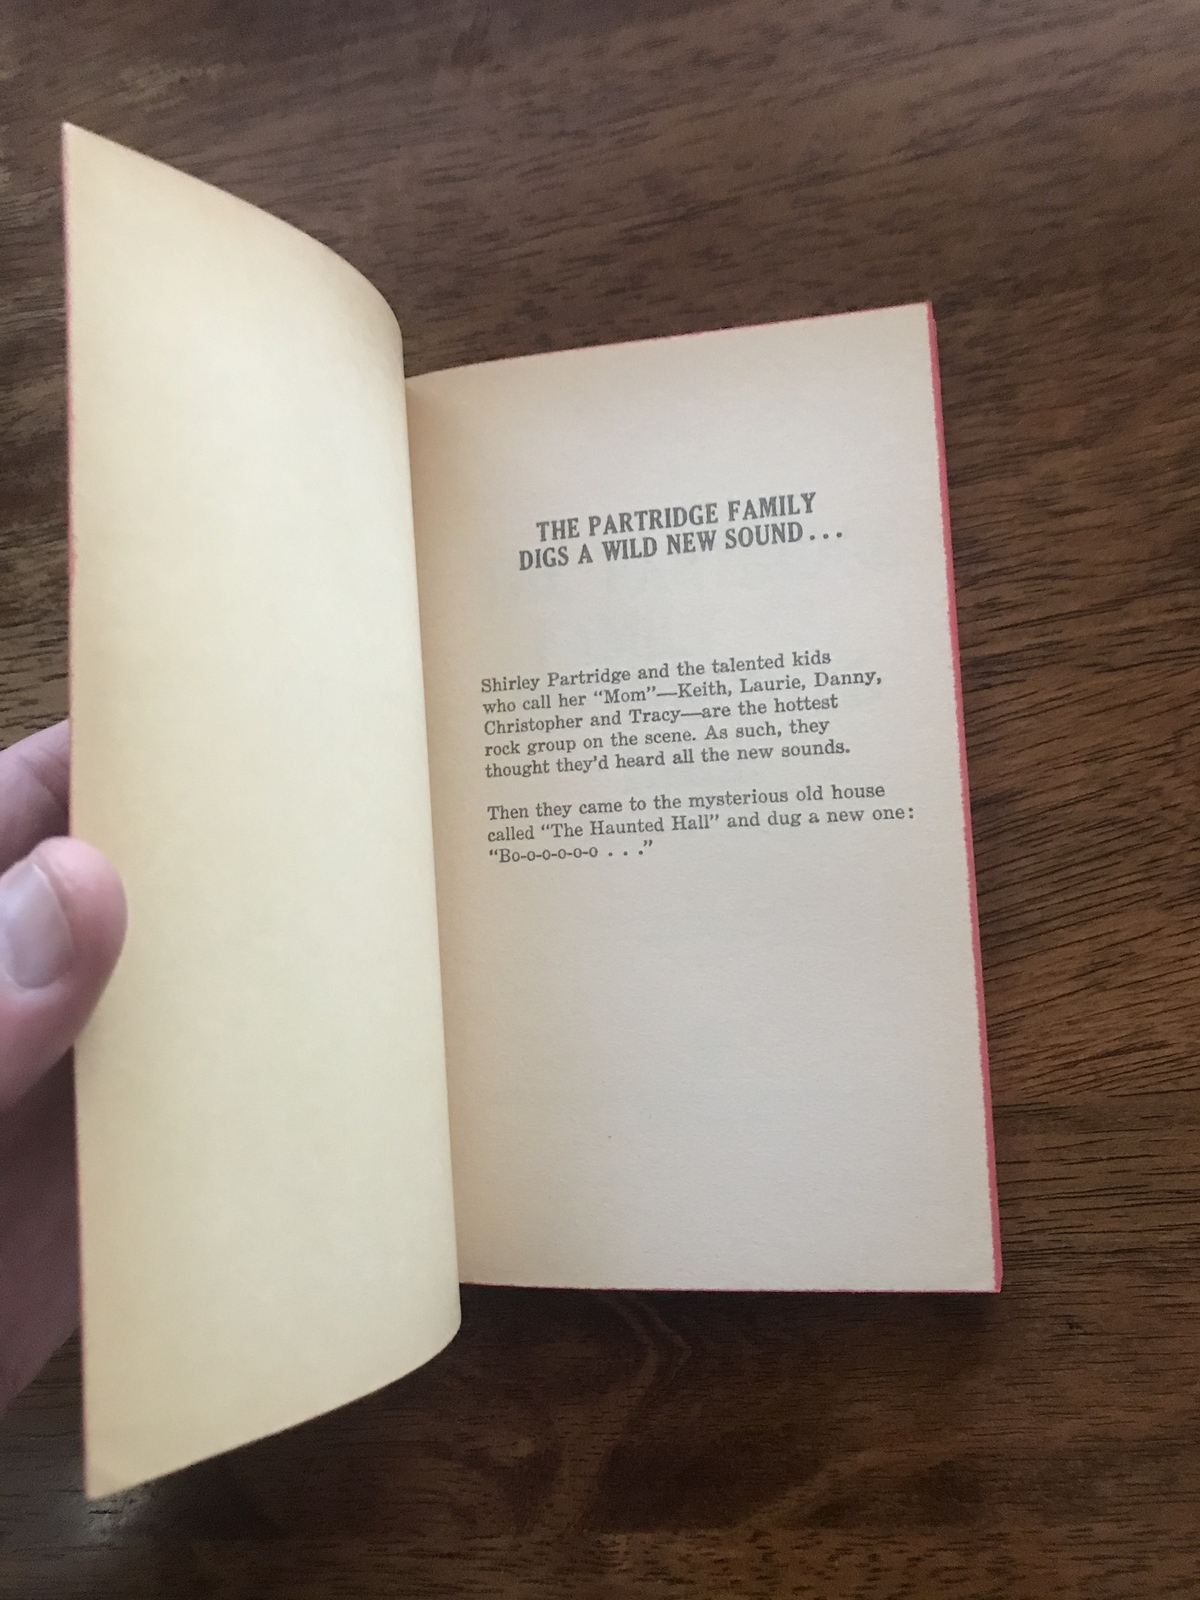 THE PARTRIDGE FAMILY
DIGS A WILD NEW SOUND...
Shirley Partridge and the talented kids
who call her “Mom”—Keith, Laurie, Danny,
Christopher and Tracy—are the hottest
rock group on the scene. As such, they
thought they’d heard all the new sounds.
Then they came to the mysterious old house
called “The Haunted Hall” and dug a new one:
“Bo-o-o-o-o-o . . .”